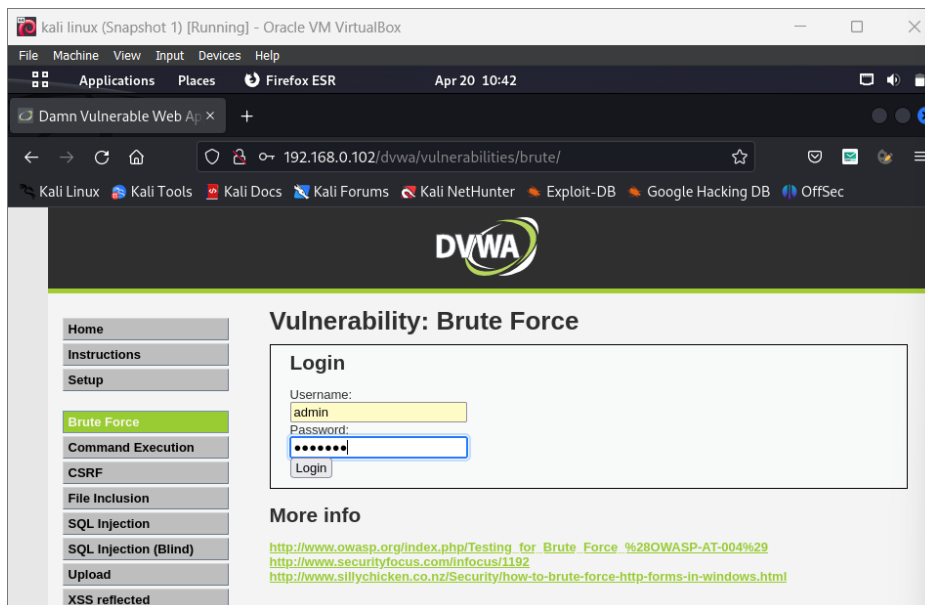 kali linux (Snapshot 1) [Running] - Oracle VM VirtualBox
File Machine View Input Devices Help
Applications Places Firefox ESR Apr 20 10:42
Damn Vulnerable Web Ap
192.168.0.102/dvwa/vulnerabilities/brute/
Kali Linux Kali Tools Kali Docs Kali Forums Kali NetHunter Exploit-DB Google Hacking DB OffSec
DVWA
Home
Instructions
Setup
Brute Force
Command Execution
CSRF
File Inclusion
SQL Injection
SQL Injection (Blind)
Upload
XSS reflected
Vulnerability: Brute Force
Login
Username:
admin
Password:
•••••••
Login
More info
http://www.owasp.org/index.php/Testing_for_Brute_Force_%28OWASP-AT-004%29
http://www.securityfocus.com/infocus/1192
http://www.sillychicken.co.nz/Security/how-to-brute-force-http-forms-in-windows.html